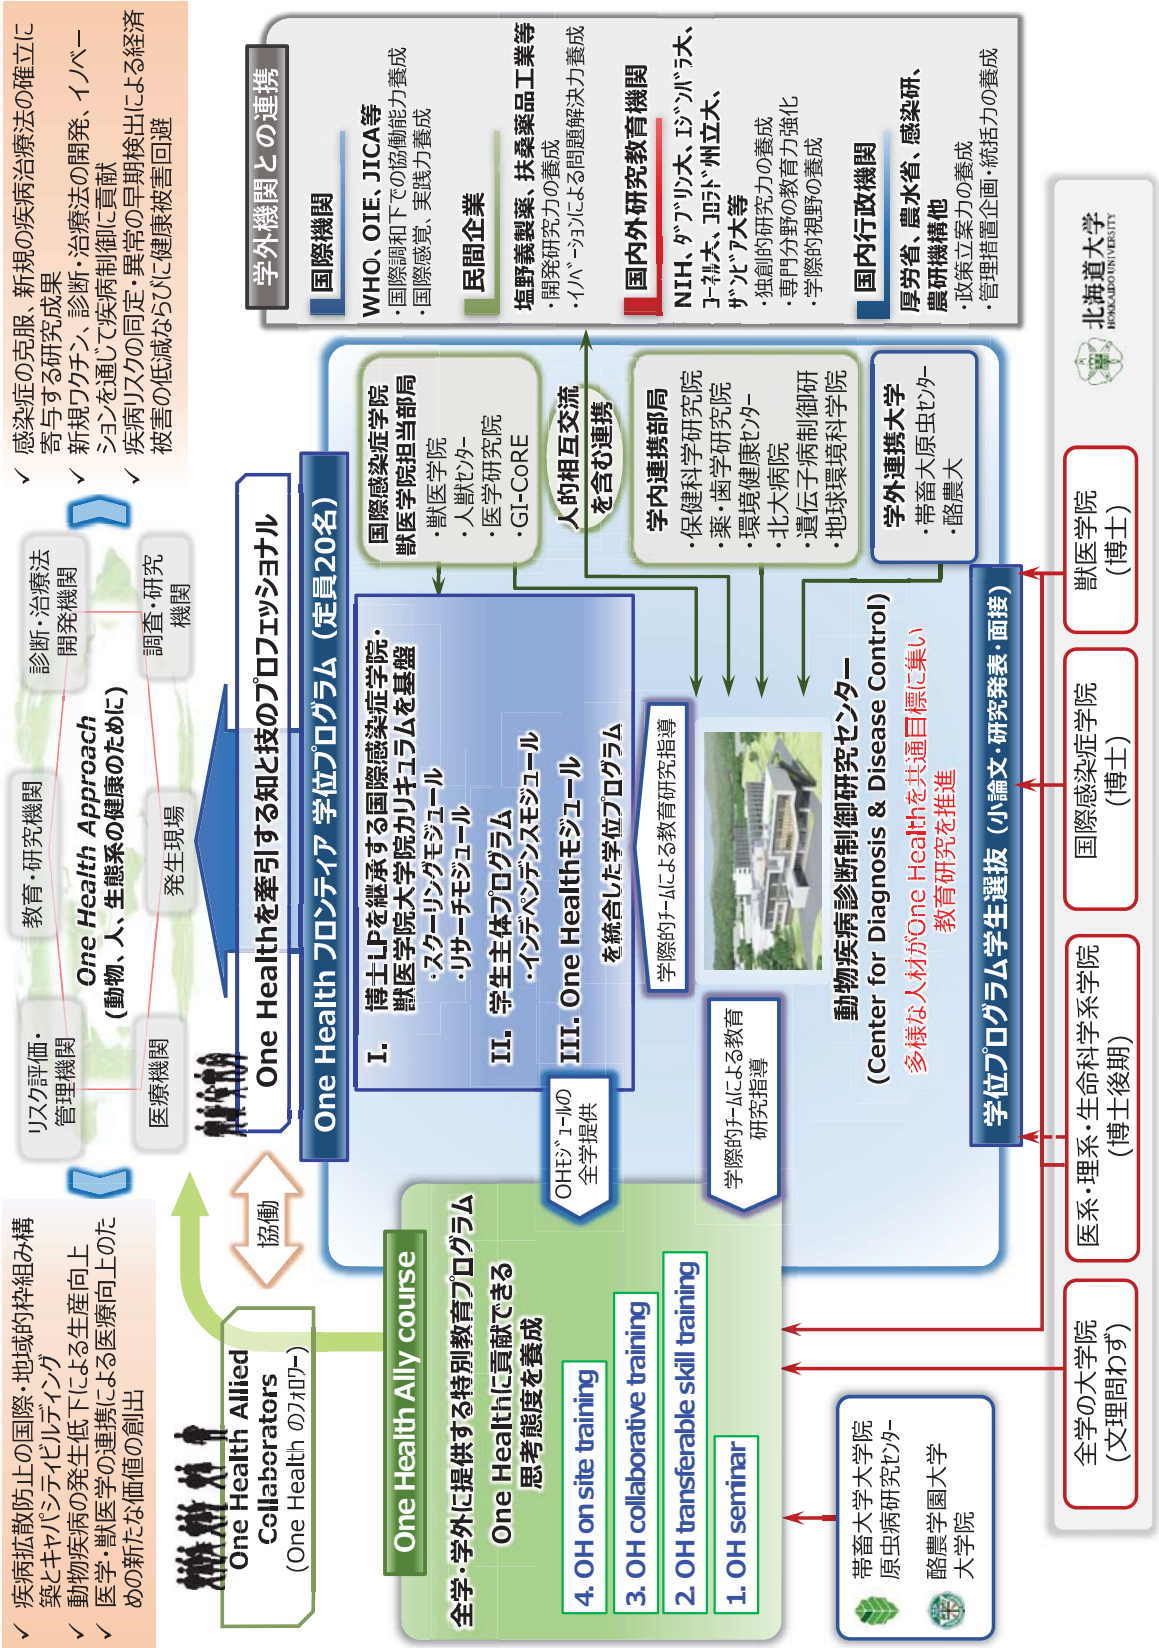 ✓ 疾病拡散防止の国際・地域的枠組み構
築とキャパシティビルディング
✓ 動物疾病の発生低下による生産向上
✓ 医学・獣医学の連携による医療向上のた
めの新たな価値の創出
リスク評価・
管理機関
教育・研究機関
診断・治療法
開発機関
One Health Approach
(動物、人、生態系の健康のために)
医療機関
発生現場
調査・研究
機関
✓ 感染症の克服、新規の疾病治療法の確立に
寄与する研究成果
✓ 新規ワクチン、診断・治療法の開発、イノベー
ションを通じて疾病制御に貢献
✓ 疾病リスクの同定・異常の早期検出による経済
被害の低減ならびに健康被害回避
One Health Allied
Collaborators
(One Health のフォロワー)
協働
One Healthを牽引する知と技のプロフェッショナル
One Health フロンティア 学位プログラム（定員20名）
I. 博士LPを継承する国際感染症学院・
獣医学院大学院カリキュラムを基盤
・スクーリングモジュール
・リサーチモジュール
II. 学生主体プログラム
・インデペンデンスモジュール
III. One Healthモジュール
を統合した学位プログラム
国際感染症学院
獣医学院担当部局
・獣医学院
・人獣センター
・医学研究院
・GI-CoRE
人的相互交流
を含む連携
学内連携部局
・保健科学研究院
・薬・歯学研究院
・環境健康センター
・北大病院
・遺伝子病制御研
・地球環境科学院
学外連携大学
・帯畜大原虫センター
・酪農大
学外機関との連携
国際機関
WHO、OIE、JICA等
・国際調和下での協働能力養成
・国際感覚、実践力養成
民間企業
塩野義製薬、扶桑薬品工業等
・開発研究力の養成
・イノベーションによる問題解決力養成
国内外研究教育機関
NIH、ダブリン大、エジンバラ大、
コーネル大、コロラド州立大、
ザンビア大等
・独創的研究力の養成
・専門分野の教育力強化
・学際的視野の養成
国内行政機関
厚労省、農水省、感染研、
農研機構他
・政策立案力の養成
・管理措置企画・統括力の養成
One Health Ally course
全学・学外に提供する特別教育プログラム
One Healthに貢献できる
思考態度を養成
4. OH on site training
3. OH collaborative training
2. OH transferable skill training
1. OH seminar
OHモジュールの
全学提供
学際的チームによる教育
研究指導
学際的チームによる教育研究指導
動物疾病診断制御研究センター
(Center for Diagnosis & Disease Control)
多様な人材がOne Healthを共通目標に集い
教育研究を推進
学位プログラム学生選抜（小論文・研究発表・面接）
帯畜大学大学院
原虫病研究センター
酪農学園大学
大学院
全学の大学院
(文理問わず)
医系・理系・生命科学系学院
(博士後期)
国際感染症学院
(博士)
獣医学院
(博士)
北海道大学
HOKKAIDO UNIVERSITY